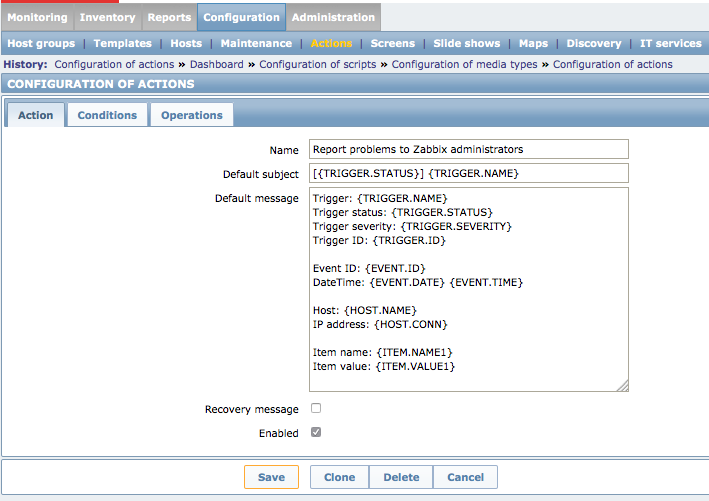 Monitoring Inventory Reports Configuration Administration
Host groups | Templates | Hosts | Maintenance | Actions | Screens | Slide shows | Maps | Discovery | IT services
History: Configuration of actions » Dashboard » Configuration of scripts » Configuration of media types » Configuration of actions
CONFIGURATION OF ACTIONS
Action Conditions Operations
Name Report problems to Zabbix administrators
Default subject [{TRIGGER.STATUS}] {TRIGGER.NAME}
Default message Trigger: {TRIGGER.NAME}
Trigger status: {TRIGGER.STATUS}
Trigger severity: {TRIGGER.SEVERITY}
Trigger ID: {TRIGGER.ID}
Event ID: {EVENT.ID}
DateTime: {EVENT.DATE} {EVENT.TIME}
Host: {HOST.NAME}
IP address: {HOST.CONN}
Item name: {ITEM.NAME1}
Item value: {ITEM.VALUE1}
Recovery message
Enabled
Save Clone Delete Cancel